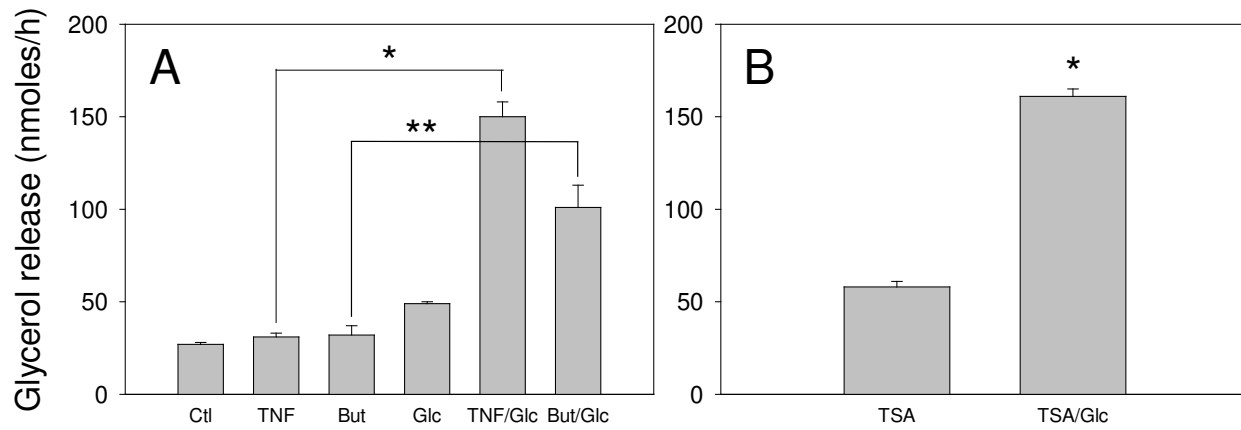 Glycerol release (nmoles/h)
A
200
150
100
50
0
*
**
Ctl TNF But Glc TNF/Glc But/Glc
B
200
150
100
50
0
*
TSA TSA/Glc